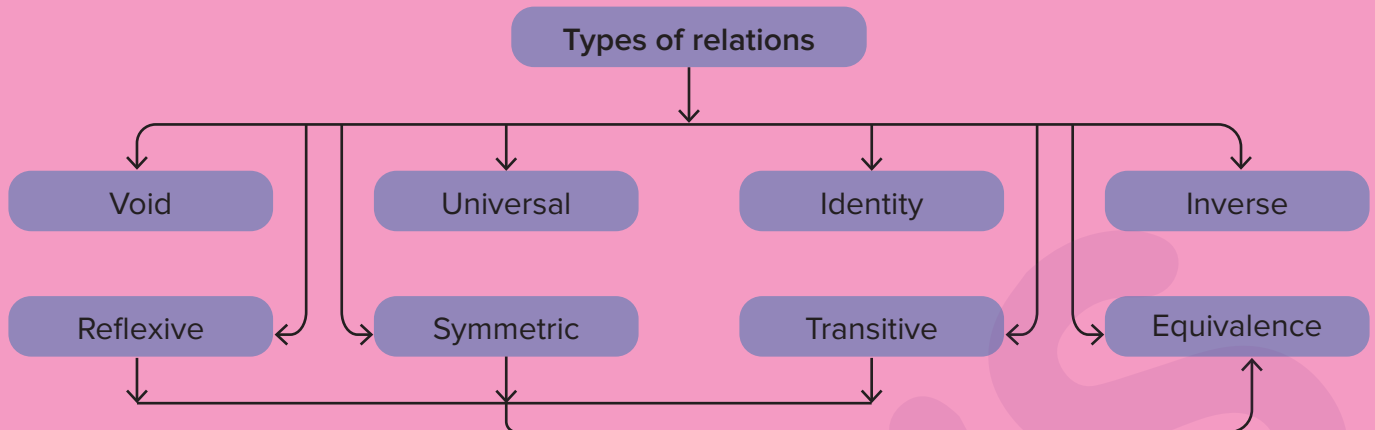 Types of relations
Void
Universal
Identity
Inverse
Reflexive
Symmetric
Transitive
Equivalence